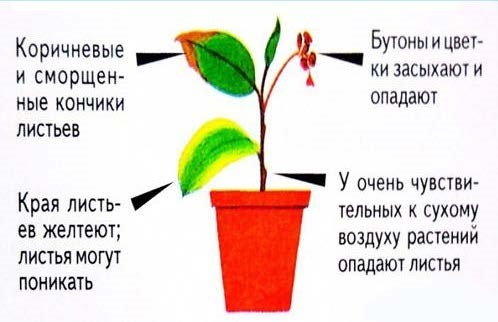 Коричневые
и сморщен-
ные кончики
листьев
Бутоны и цвет-
ки засыхают и
опадают
Края листь-
ев желтеют;
листья могут
поникать
У очень чувстви-
тельных к сухому
воздуху растений
опадают листья